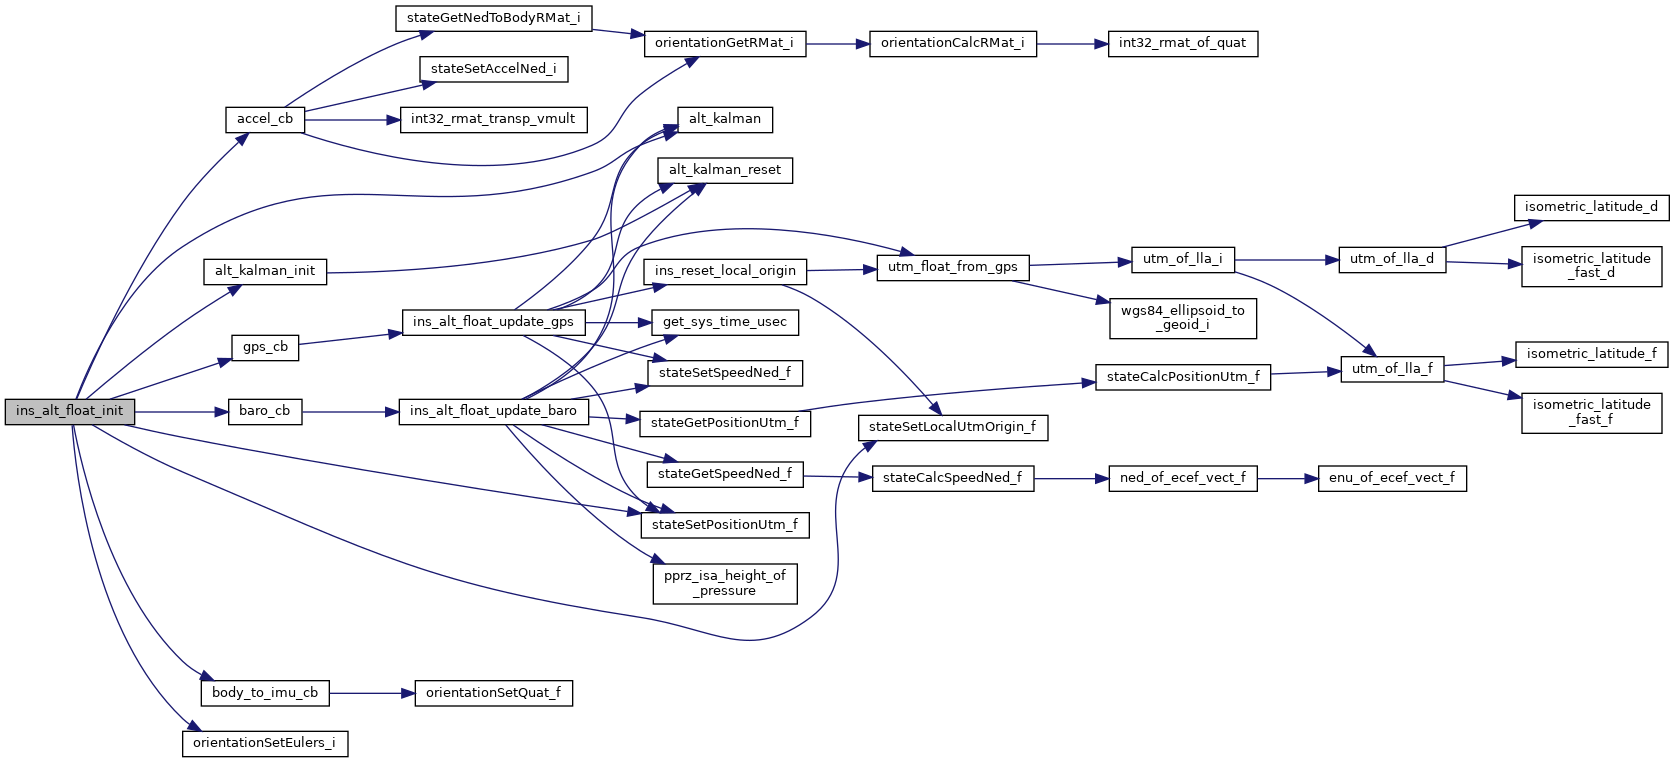 stateGetNedToBodyRMat_i
orientationGetRMat_i
orientationCalcRMat_i
int32_rmat_of_quat
stateSetAccelNed_i
accel_cb
int32_rmat_transp_vmult
alt_kalman
alt_kalman_reset
isometric_latitude_d
alt_kalman_init
ins_reset_local_origin
utm_float_from_gps
utm_of_lla_i
utm_of_lla_d
isometric_latitude
_fast_d
wgs84_ellipsoid_to
_geoid_i
ins_alt_float_update_gps
get_sys_time_usec
gps_cb
isometric_latitude_f
stateSetSpeedNed_f
stateCalcPositionUtm_f
utm_of_lla_f
ins_alt_float_init
baro_cb
ins_alt_float_update_baro
stateGetPositionUtm_f
stateSetLocalUtmOrigin_f
isometric_latitude
_fast_f
stateGetSpeedNed_f
stateCalcSpeedNed_f
ned_of_ecef_vect_f
enu_of_ecef_vect_f
stateSetPositionUtm_f
pprz_isa_height_of
_pressure
body_to_imu_cb
orientationSetQuat_f
orientationSetEulers_i